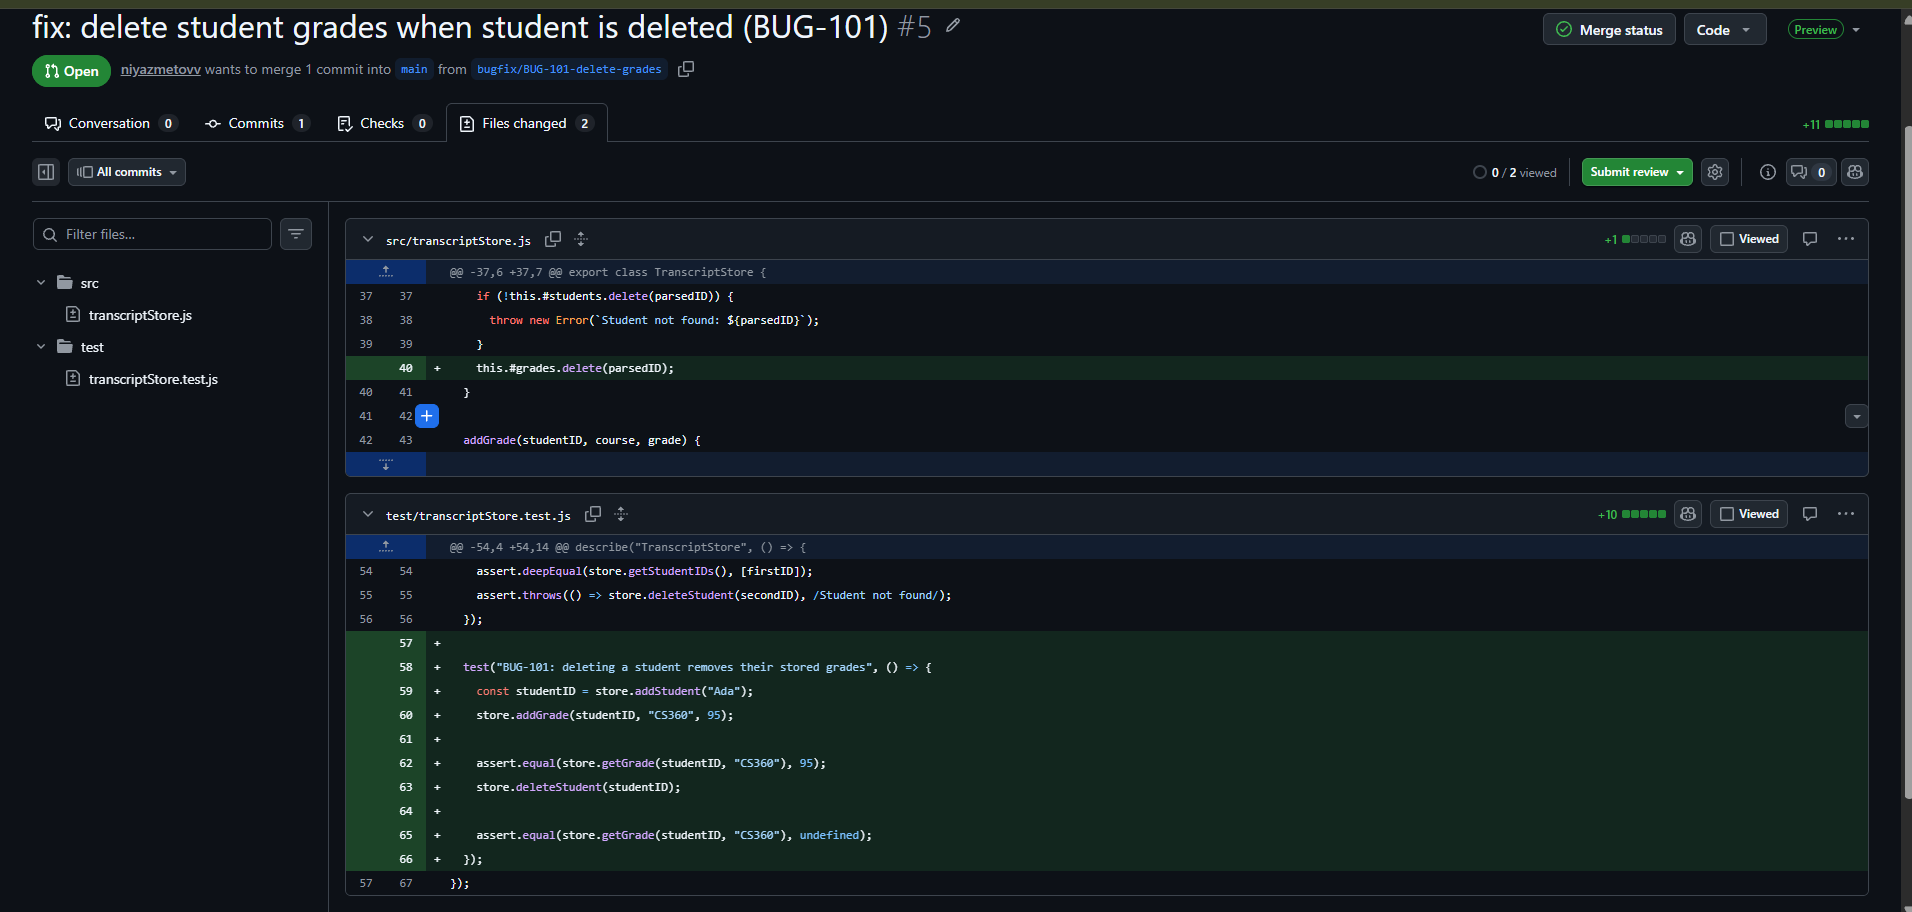 fix: delete student grades when student is deleted (BUG-101) #5
Merge status
Code
Preview
Open
niyazmetovv wants to merge 1 commit into main from bugfix/BUG-101-delete-grades
Conversation 0
Commits 1
Checks 0
Files changed 2
+11
All commits
0 / 2 viewed
Submit review
0
Filter files...
src
transcriptStore.js
test
transcriptStore.test.js
src/transcriptStore.js
+1
Viewed
@@ -37,6 +37,7 @@ export class TranscriptStore {
37 37 if (!this.#students.delete(parsedID)) {
38 38 throw new Error(`Student not found: ${parsedID}`);
39 39 }
40 + this.#grades.delete(parsedID);
40 41 }
41 42
42 43 addGrade(studentID, course, grade) {
test/transcriptStore.test.js
+10
Viewed
@@ -54,4 +54,14 @@ describe("TranscriptStore", () => {
54 54 assert.deepEqual(store.getStudentIDs(), [firstID]);
55 55 assert.throws(() => store.deleteStudent(secondID), /Student not found/);
56 56 });
57 +
58 + test("BUG-101: deleting a student removes their stored grades", () => {
59 + const studentID = store.addStudent("Ada");
60 + store.addGrade(studentID, "CS360", 95);
61 +
62 + assert.equal(store.getGrade(studentID, "CS360"), 95);
63 + store.deleteStudent(studentID);
64 +
65 + assert.equal(store.getGrade(studentID, "CS360"), undefined);
66 + });
57 67 });